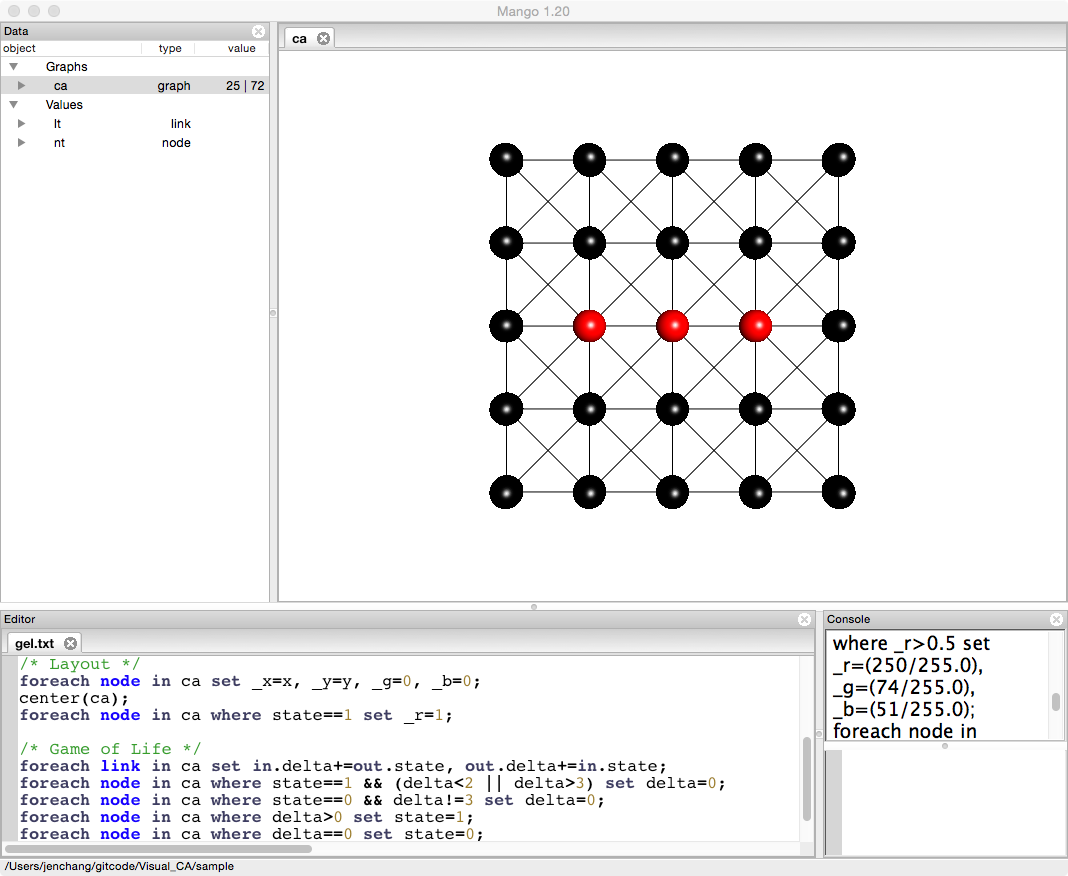 Mango 1.20
Data
object type value
Graphs
ca graph 25 | 72
Values
lt link
nt node
ca
Editor
gel.txt
/* Layout */
foreach node in ca set _x=x, _y=y, _g=0, _b=0;
center(ca);
foreach node in ca where state==1 set _r=1;
/* Game of Life */
foreach link in ca set in.delta+=out.state, out.delta+=in.state;
foreach node in ca where state==1 && (delta<2 || delta>3) set delta=0;
foreach node in ca where state==0 && delta!=3 set delta=0;
foreach node in ca where delta>0 set state=1;
foreach node in ca where delta==0 set state=0;
Console
where _r>0.5 set
_r=(250/255.0),
_g=(74/255.0),
_b=(51/255.0);
foreach node in
/Users/jenchang/gitcode/Visual_CA/sample